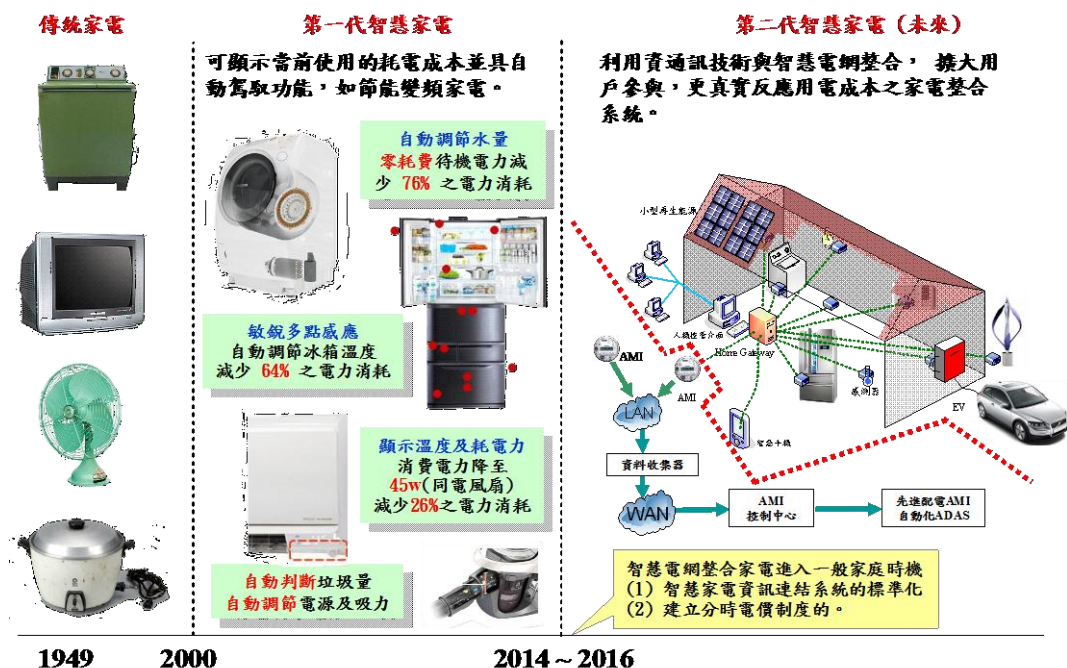 傳統家電
第一代智慧家電
第二代智慧家電 (未來)
可顯示當前使用的耗電成本並具自
動駕馭功能，如節能變頻家電。
利用資通訊技術與智慧電網整合， 擴大用
戶參與，更真實反應用電成本之家電整合
系統。
自動調節水量
零耗費待機電力減
少 76% 之電力消耗
敏銳多點感應
自動調節冰箱溫度
減少 64% 之電力消耗
顯示溫度及耗電力
消費電力降至
45w(同電風扇)
減少26%之電力消耗
自動判斷垃圾量
自動調節電源及吸力
小型再生能源
人機控管介面
Home Gateway
AMI
AMI
感測器
EV
智慧手機
LAN
資料收集器
WAN
AMI
控制中心
先進配電AMI
自動化ADAS
智慧電網整合家電進入一般家庭時機
(1) 智慧家電資訊連結系統的標準化
(2) 建立分時電價制度的。
1949
2000
2014 ~ 2016